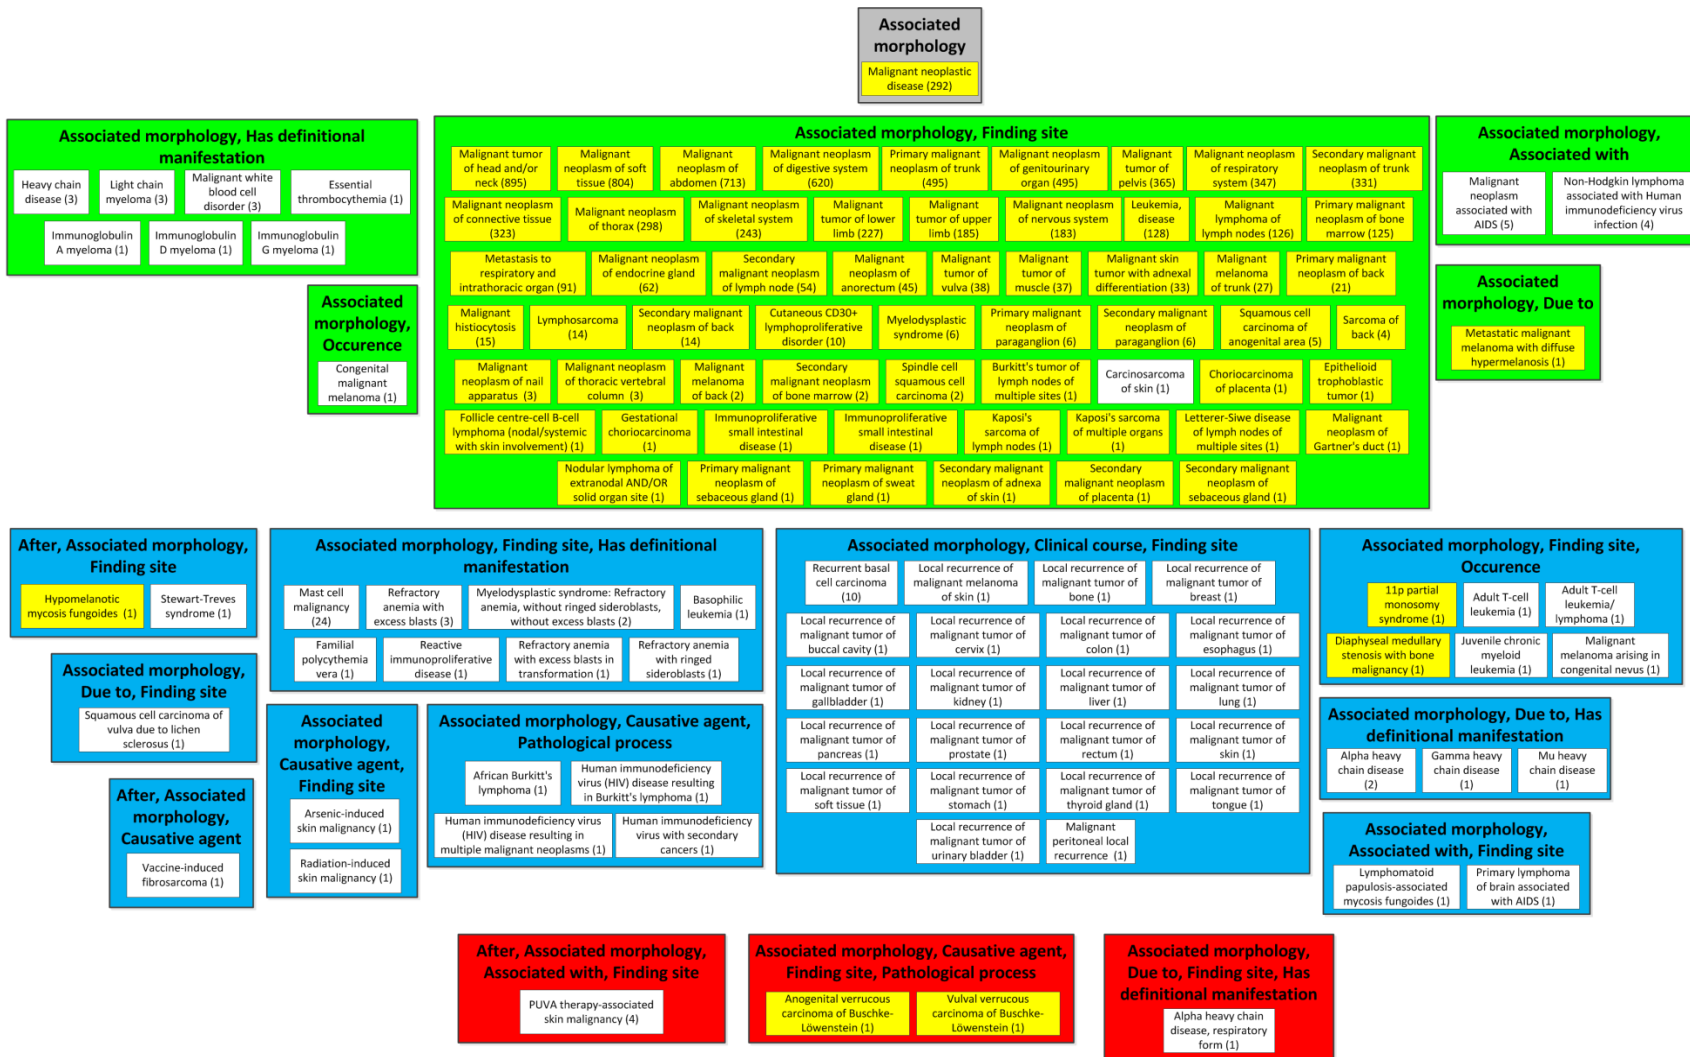 Associated
morphology
Malignant neoplastic
disease (292)
Associated morphology, Has definitional
manifestation
Heavy chain
disease (3)
Light chain
myeloma (3)
Malignant white
blood cell
disorder (3)
Essential
thrombocythemia (1)
Immunoglobulin
A myeloma (1)
Immunoglobulin
D myeloma (1)
Immunoglobulin
G myeloma (1)
Associated
morphology,
Occurence
Congenital
malignant
melanoma (1)
Associated morphology, Finding site
Malignant tumor
of head and/or
neck (895)
Malignant
neoplasm of soft
tissue (804)
Malignant
neoplasm of
abdomen (713)
Malignant neoplasm
of digestive system
(620)
Primary malignant
neoplasm of trunk
(495)
Malignant neoplasm
of genitourinary
organ (495)
Malignant
tumor of
pelvis (365)
Malignant neoplasm
of respiratory
system (347)
Secondary malignant
neoplasm of trunk
(331)
Malignant neoplasm
of connective tissue
(323)
Malignant neoplasm
of thorax (298)
Malignant neoplasm
of skeletal system
(243)
Malignant
tumor of lower
limb (227)
Malignant
tumor of upper
limb (185)
Malignant neoplasm
of nervous system
(183)
Leukemia,
disease
(128)
Malignant
lymphoma of
lymph nodes (126)
Primary malignant
neoplasm of bone
marrow (125)
Metastasis to
respiratory and
intrathoracic organ (91)
Malignant neoplasm
of endocrine gland
(62)
Secondary
malignant neoplasm
of lymph node (54)
Malignant
neoplasm of
anorectum (45)
Malignant
tumor of
vulva (38)
Malignant
tumor of
muscle (37)
Malignant skin
tumor with adnexal
differentiation (33)
Malignant
melanoma
of trunk (27)
Primary malignant
neoplasm of back
(21)
Malignant
histiocytosis
(15)
Lymphosarcoma
(14)
Secondary malignant
neoplasm of back
(14)
Cutaneous CD30+
lymphoproliferative
disorder (10)
Myelodysplastic
syndrome (6)
Primary malignant
neoplasm of
paraganglion (6)
Secondary malignant
neoplasm of
paraganglion (6)
Squamous cell
carcinoma of
anogenital area (5)
Sarcoma of
back (4)
Malignant
neoplasm of nail
apparatus (3)
Malignant neoplasm
of thoracic vertebral
column (3)
Malignant
melanoma
of back (2)
Secondary
malignant neoplasm
of bone marrow (2)
Spindle cell
squamous cell
carcinoma (2)
Burkitt's tumor of
lymph nodes of
multiple sites (1)
Carcinosarcoma
of skin (1)
Choriocarcinoma
of placenta (1)
Epithelioid
trophoblastic
tumor (1)
Follicle centre-cell B-cell
lymphoma (nodal/systemic
with skin involvement) (1)
Gestational
choriocarcinoma
(1)
Immunoproliferative
small intestinal
disease (1)
Immunoproliferative
small intestinal
disease (1)
Kaposi's
sarcoma of
lymph nodes (1)
Kaposi's sarcoma
of multiple organs
(1)
Letterer-Siwe disease
of lymph nodes of
multiple sites (1)
Malignant
neoplasm of
Gartner's duct (1)
Nodular lymphoma of
extranodal AND/OR
solid organ site (1)
Primary malignant
neoplasm of
sebaceous gland (1)
Primary malignant
neoplasm of sweat
gland (1)
Secondary malignant
neoplasm of adnexa
of skin (1)
Secondary
malignant neoplasm
of placenta (1)
Secondary malignant
neoplasm of
sebaceous gland (1)
Associated morphology,
Associated with
Malignant
neoplasm
associated with
AIDS (5)
Non-Hodgkin lymphoma
associated with Human
immunodeficiency virus
infection (4)
Associated
morphology, Due to
Metastatic malignant
melanoma with diffuse
hypermelanosis (1)
After, Associated morphology,
Finding site
Hypomelanotic
mycosis fungoides (1)
Stewart-Treves
syndrome (1)
Associated morphology,
Due to, Finding site
Squamous cell carcinoma of
vulva due to lichen
sclerosus (1)
After, Associated
morphology,
Causative agent
Vaccine-induced
fibrosarcoma (1)
Associated morphology, Finding site, Has definitional
manifestation
Mast cell
malignancy
(24)
Refractory
anemia with
excess blasts (3)
Myelodysplastic syndrome: Refractory
anemia, without ringed sideroblasts,
without excess blasts (2)
Basophilic
leukemia (1)
Familial
polycythemia
vera (1)
Reactive
immunoproliferative
disease (1)
Refractory anemia
with excess blasts in
transformation (1)
Refractory anemia
with ringed
sideroblasts (1)
Associated
morphology,
Causative agent,
Finding site
Arsenic-induced
skin malignancy (1)
Radiation-induced
skin malignancy (1)
Associated morphology, Causative agent,
Pathological process
African Burkitt's
lymphoma (1)
Human immunodeficiency
virus (HIV) disease resulting
in Burkitt's lymphoma (1)
Human immunodeficiency virus
(HIV) disease resulting in
multiple malignant neoplasms (1)
Human immunodeficiency
virus with secondary
cancers (1)
Associated morphology, Clinical course, Finding site
Recurrent basal
cell carcinoma
(10)
Local recurrence of
malignant melanoma
of skin (1)
Local recurrence of
malignant tumor of
bone (1)
Local recurrence of
malignant tumor of
breast (1)
Local recurrence of
malignant tumor of
buccal cavity (1)
Local recurrence of
malignant tumor of
cervix (1)
Local recurrence of
malignant tumor of
colon (1)
Local recurrence of
malignant tumor of
esophagus (1)
Local recurrence of
malignant tumor of
gallbladder (1)
Local recurrence of
malignant tumor of
kidney (1)
Local recurrence of
malignant tumor of
liver (1)
Local recurrence of
malignant tumor of
lung (1)
Local recurrence of
malignant tumor of
pancreas (1)
Local recurrence of
malignant tumor of
prostate (1)
Local recurrence of
malignant tumor of
rectum (1)
Local recurrence of
malignant tumor of
skin (1)
Local recurrence of
malignant tumor of
soft tissue (1)
Local recurrence of
malignant tumor of
stomach (1)
Local recurrence of
malignant tumor of
thyroid gland (1)
Local recurrence of
malignant tumor of
tongue (1)
Local recurrence of
malignant tumor of
urinary bladder (1)
Malignant
peritoneal local
recurrence (1)
Associated morphology, Finding site,
Occurence
11p partial
monosomy
syndrome (1)
Adult T-cell
leukemia (1)
Adult T-cell
leukemia/
lymphoma (1)
Diaphyseal medullary
stenosis with bone
malignancy (1)
Juvenile chronic
myeloid
leukemia (1)
Malignant
melanoma arising in
congenital nevus (1)
Associated morphology, Due to, Has
definitional manifestation
Alpha heavy
chain disease
(2)
Gamma heavy
chain disease
(1)
Mu heavy
chain disease
(1)
Associated morphology,
Associated with, Finding site
Lymphomatoid
papulosis-associated
mycosis fungoides (1)
Primary lymphoma
of brain associated
with AIDS (1)
After, Associated morphology,
Associated with, Finding site
PUVA therapy-associated
skin malignancy (4)
Associated morphology, Causative agent,
Finding site, Pathological process
Anogenital verrucous
carcinoma of Buschke-
Löwenstein (1)
Vulval verrucous
carcinoma of Buschke-
Löwenstein (1)
Associated morphology,
Due to, Finding site, Has
definitional manifestation
Alpha heavy chain
disease, respiratory
form (1)